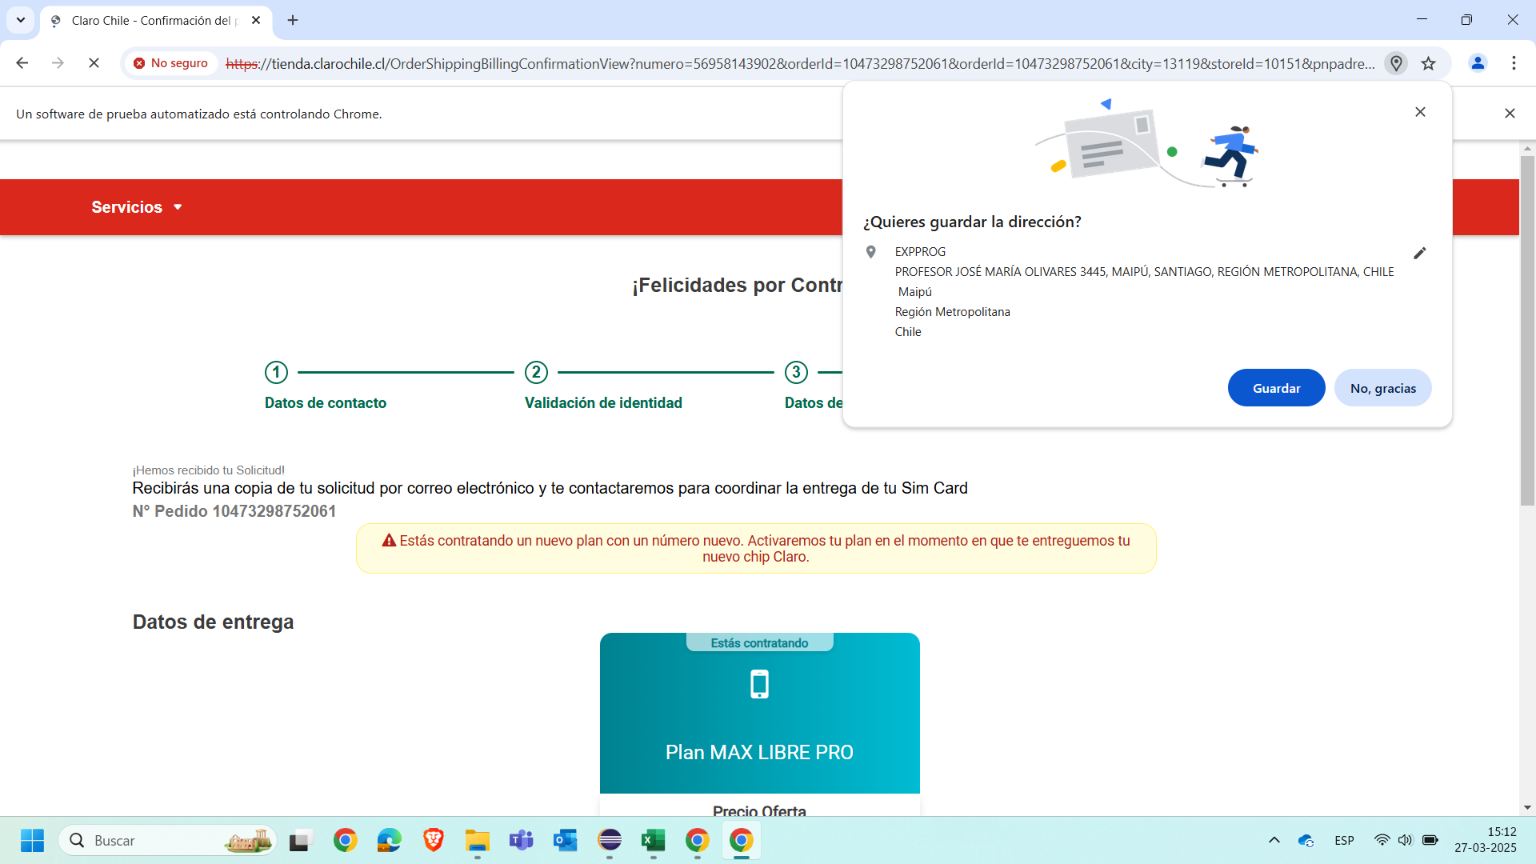 Claro Chile - Confirmación del p
No seguro
https://tienda.clarochile.cl/OrderShippingBillingConfirmationView?numero=56958143902&orderId=10473298752061&orderId=10473298752061&city=13119&storeId=10151&pnpadre...
Un software de prueba automatizado está controlando Chrome.
Servicios
¡Felicidades por Contr
¿Quieres guardar la dirección?
EXPPROG
PROFESOR JOSÉ MARÍA OLIVARES 3445, MAIPÚ, SANTIAGO, REGIÓN METROPOLITANA, CHILE
Maipú
Región Metropolitana
Chile
Guardar
No, gracias
1
2
3
Datos de contacto
Validación de identidad
Datos de
¡Hemos recibido tu Solicitud!
Recibirás una copia de tu solicitud por correo electrónico y te contactaremos para coordinar la entrega de tu Sim Card
N° Pedido 10473298752061
Estás contratando un nuevo plan con un número nuevo. Activaremos tu plan en el momento en que te entreguemos tu
nuevo chip Claro.
Datos de entrega
Estás contratando
Plan MAX LIBRE PRO
Precio Oferta
Buscar
ESP
15:12
27-03-2025